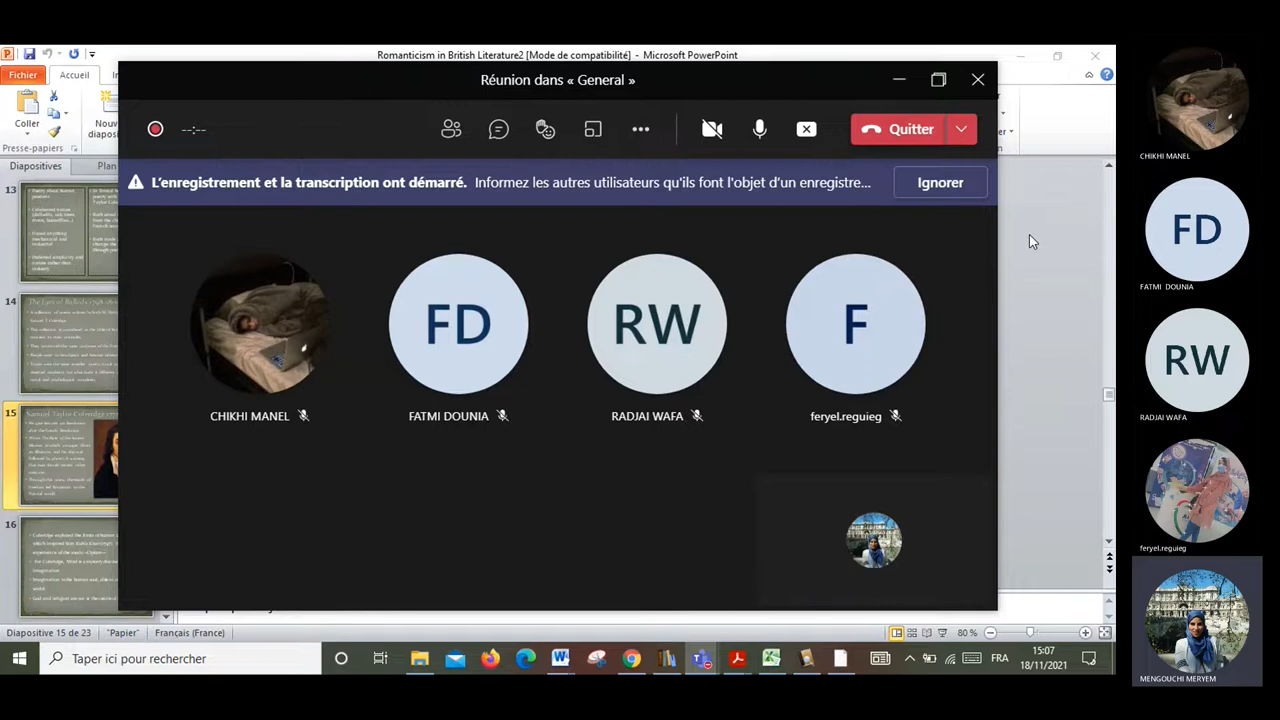 Romanticism in British Literature2 [Mode de compatibilité] - Microsoft PowerPoint
Fichier
Accueil
Coller
Presse-papiers
Diapositives
Plan
Réunion dans « General »
--:--
Quitter
L'enregistrement et la transcription ont démarré. Informez les autres utilisateurs qu'ils font l'objet d'un enregistre...
Ignorer
13
14
15
16
FD
RW
F
CHIKHI MANEL
FATMI DOUNIA
RADJAI WAFA
feryel.reguieg
Diapositive 15 de 23
"Papier"
Français (France)
80 %
Taper ici pour rechercher
FRA
15:07
18/11/2021
CHIKHI MANEL
FD
FATMI DOUNIA
RW
RADJAI WAFA
feryel.reguieg
MENGOUCHI MERYEM